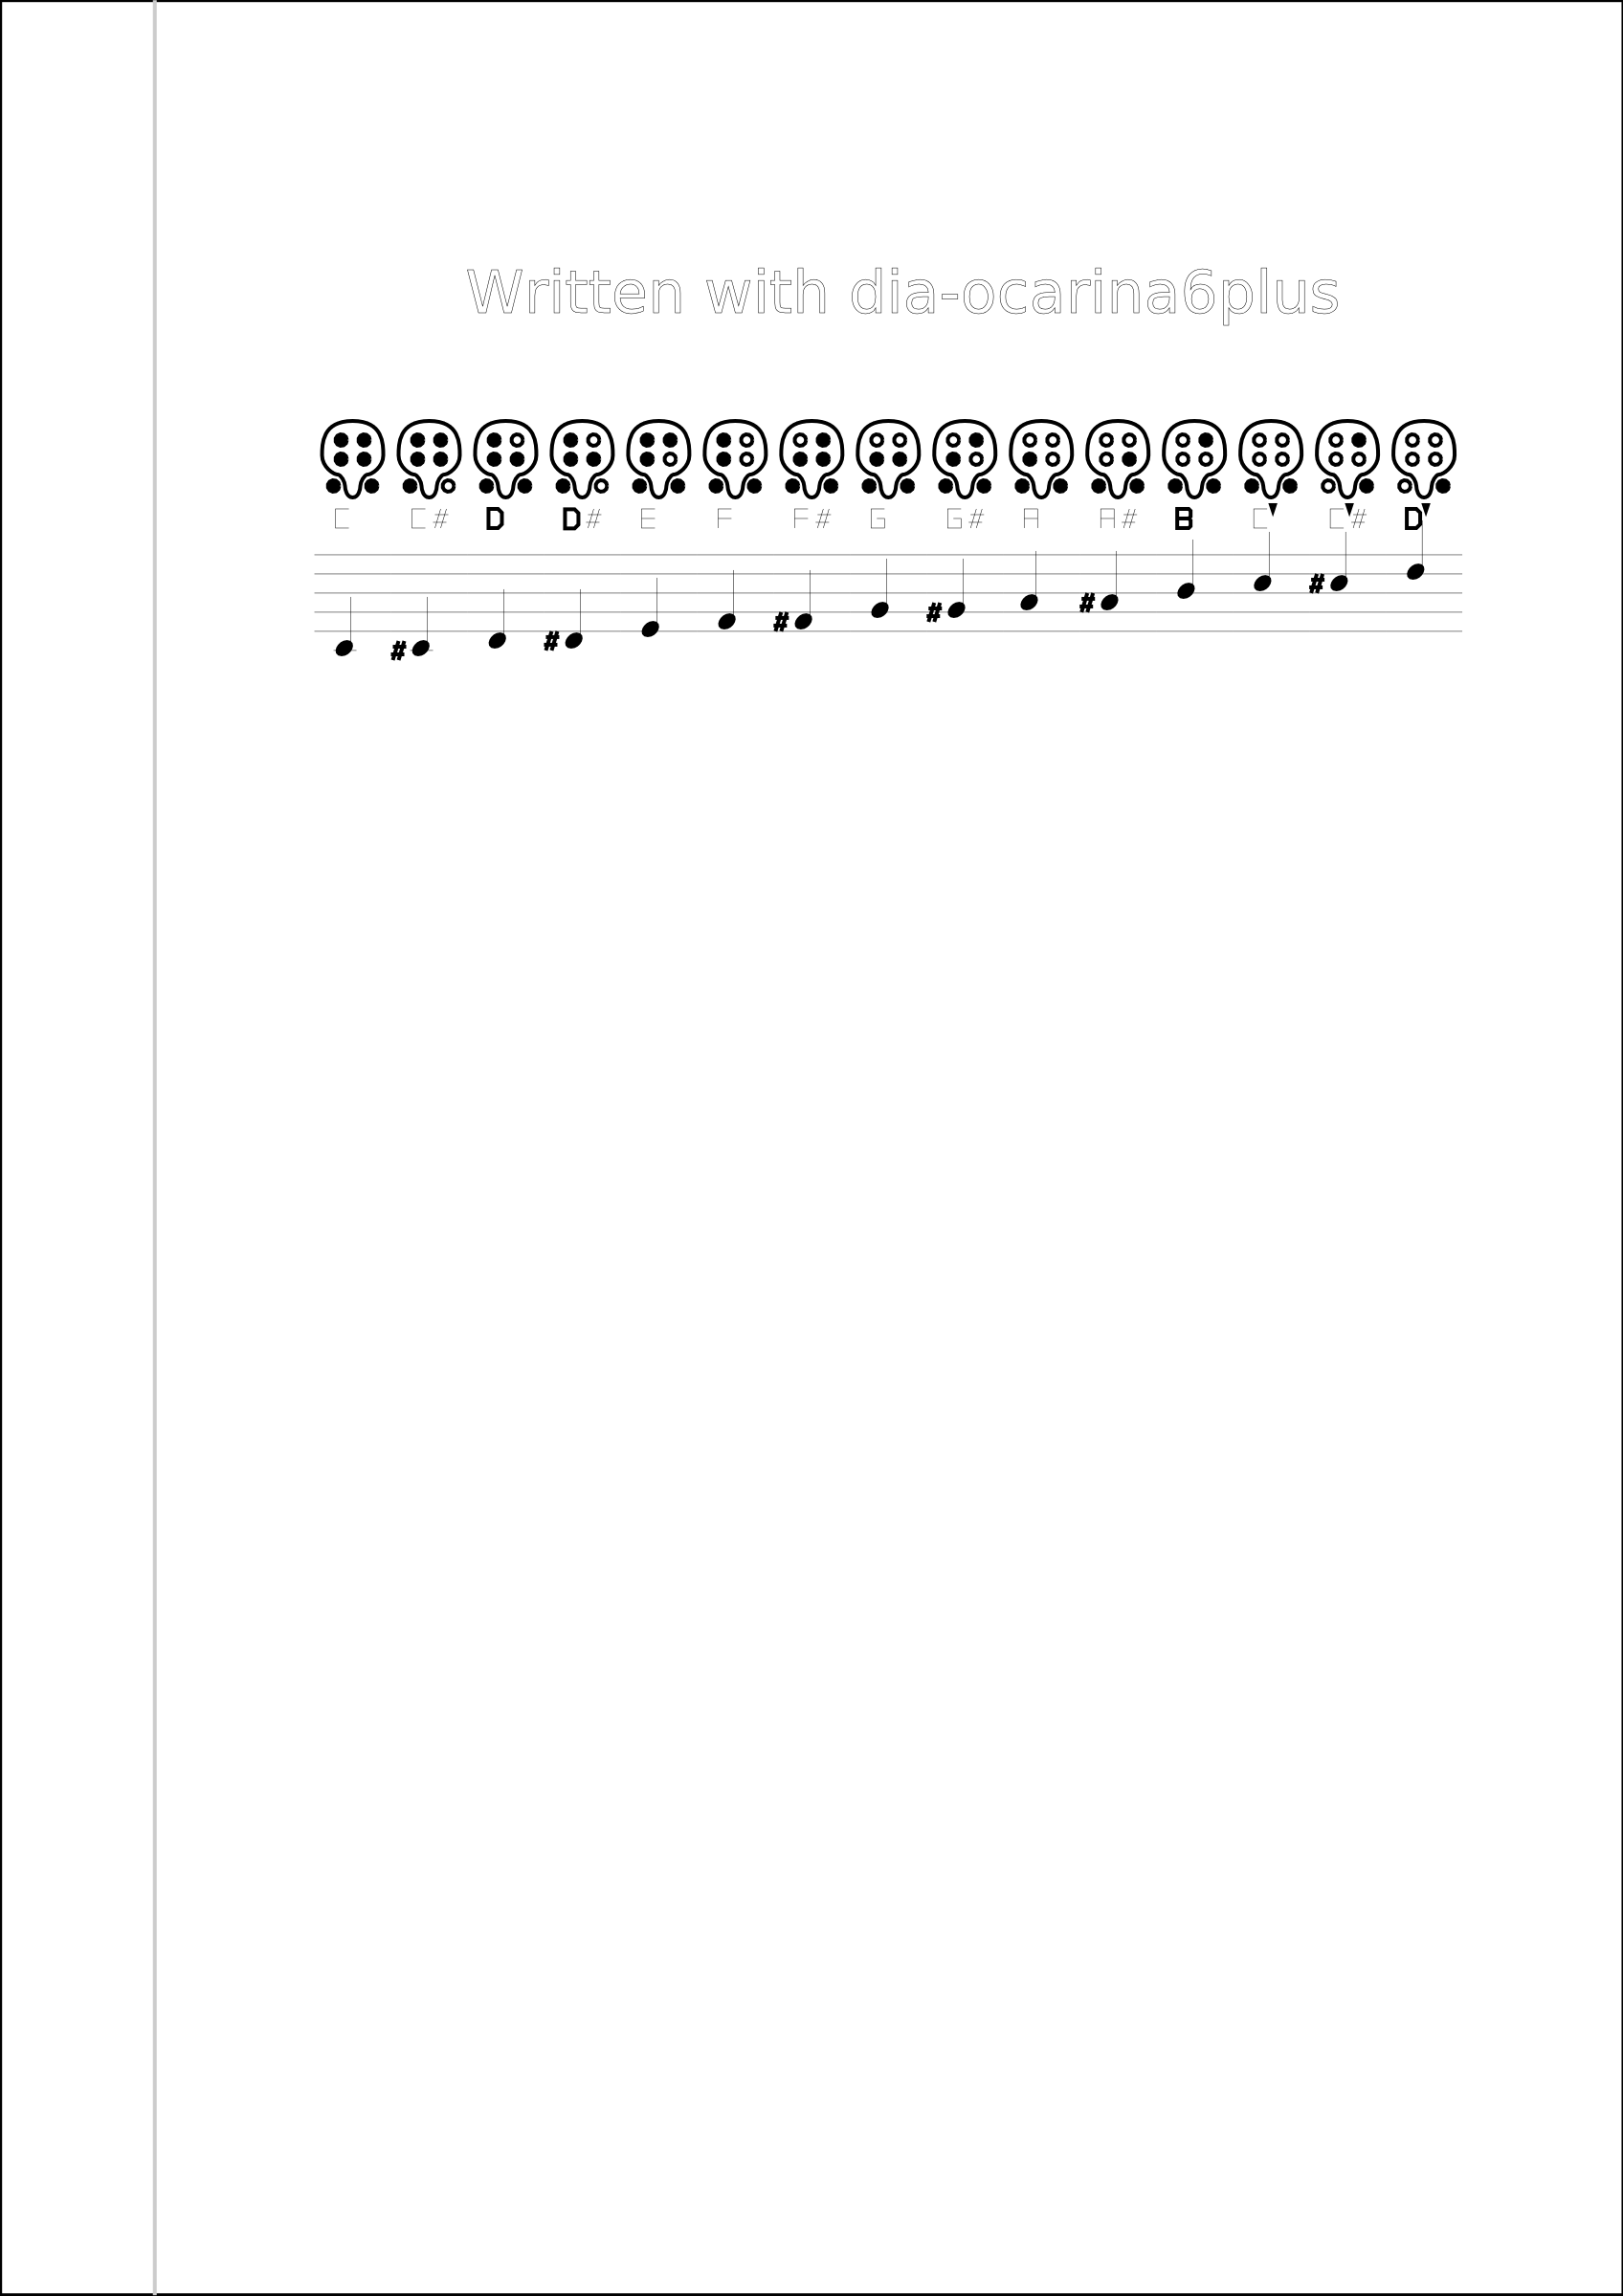 Written with dia-ocarina6plus
C C# D D# E F F# G G# A A# B C C# D
# # # # # #